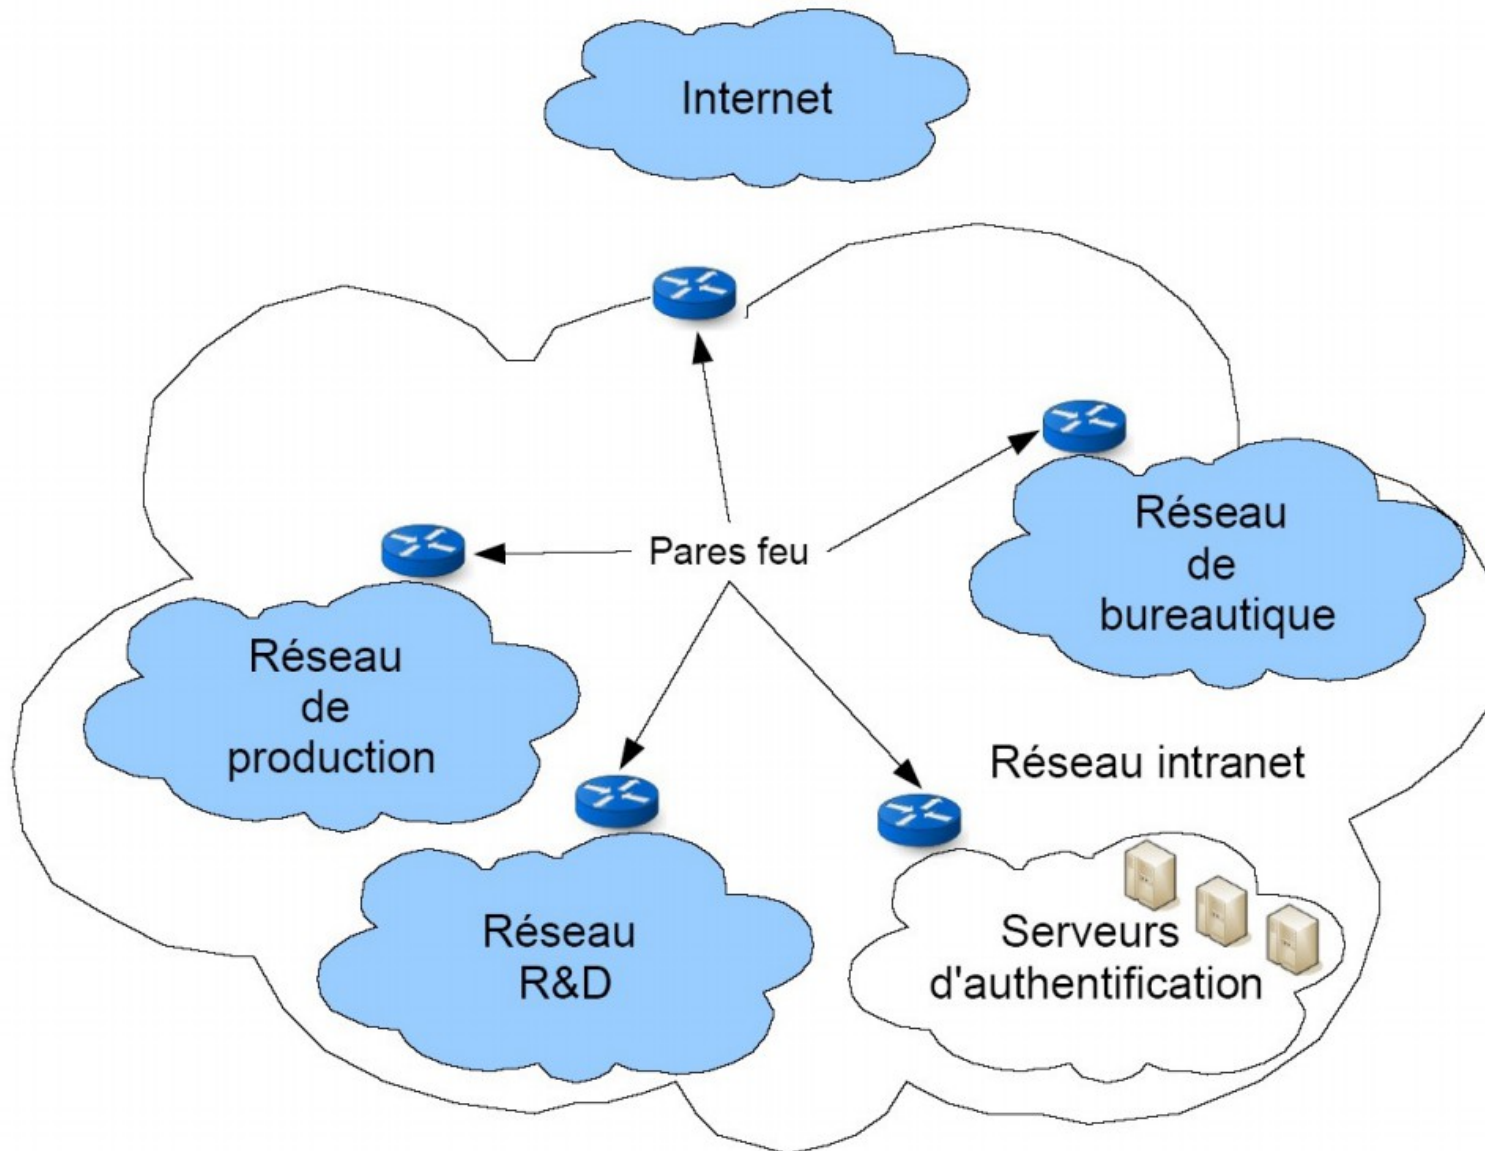 Internet
Pares feu
Réseau
de
bureautique
Réseau
de
production
Réseau intranet
Réseau
R&D
Serveurs
d'authentification